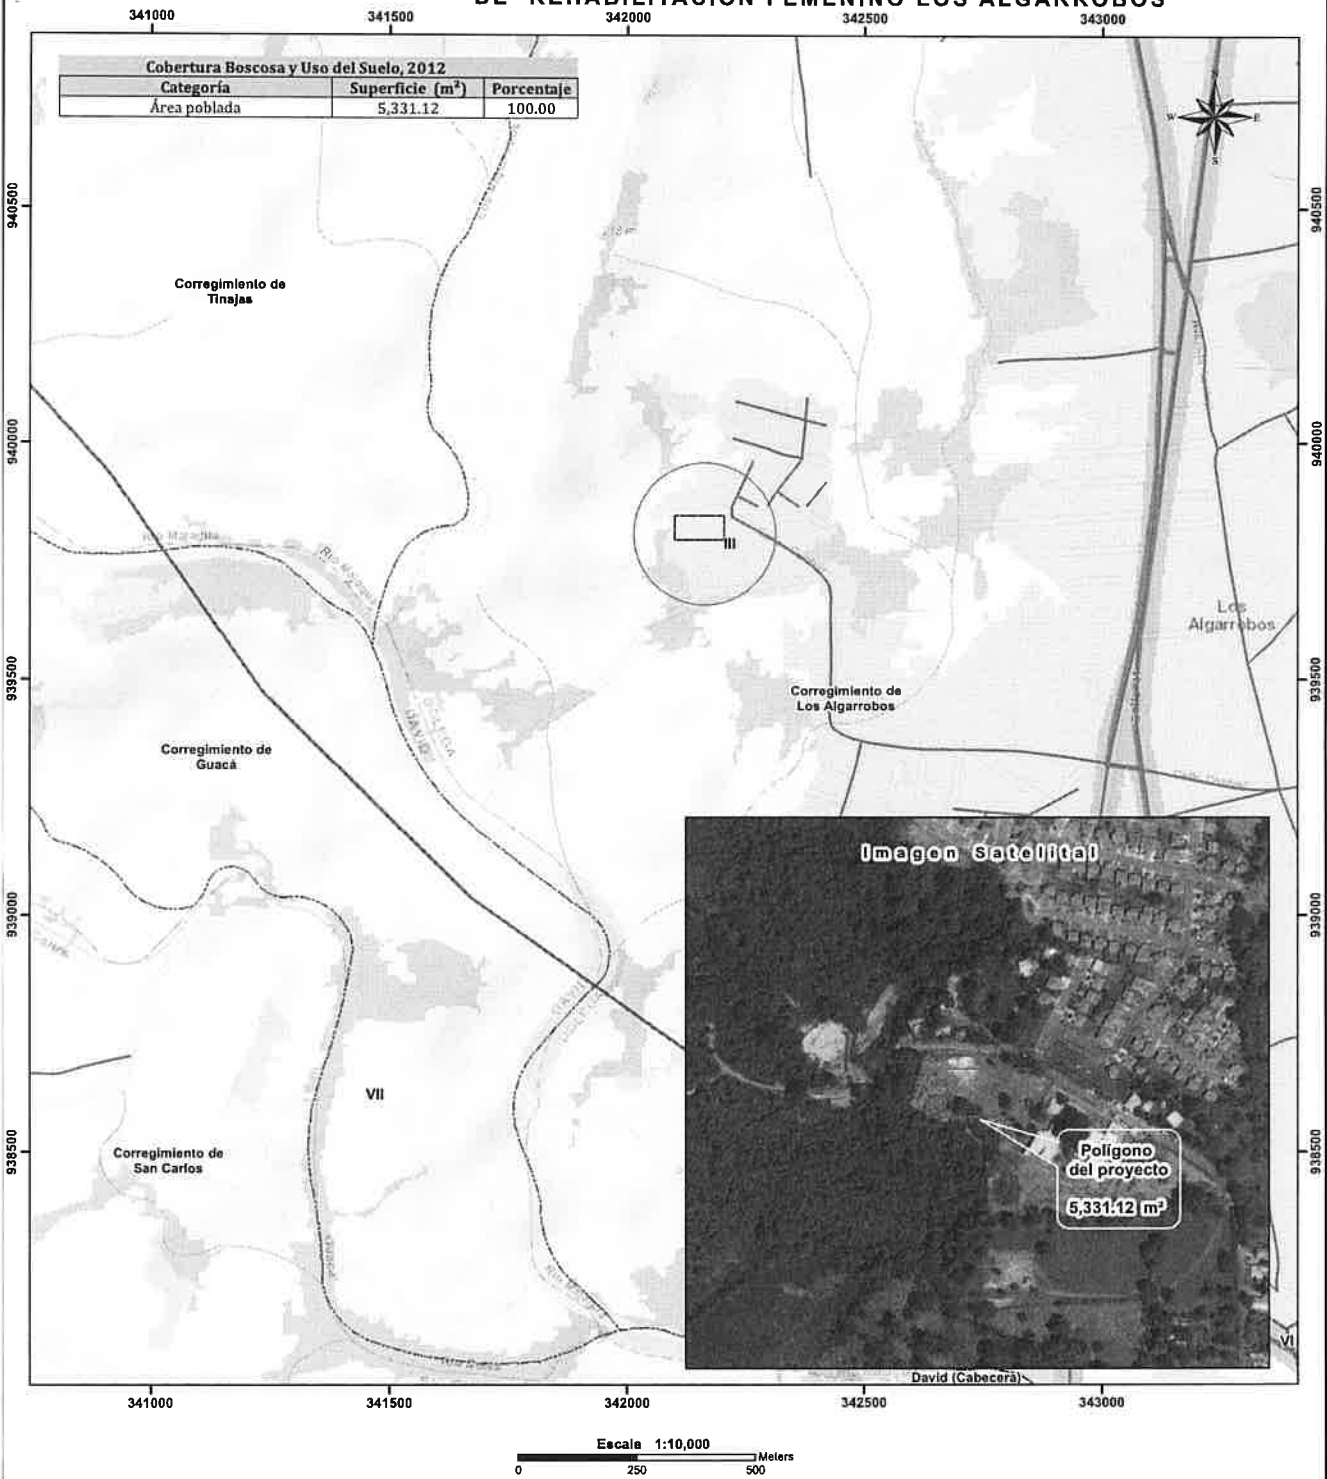 DE REHABILITACIÓN FEMENINO LOS ALGARROBOS
341000 341500 342000 342500 343000
Cobertura Boscosa y Uso del Suelo, 2012
Categoría Superficie (m²) Porcentaje
Área poblada 5,331.12 100.00
N
W E
S
940500 940500
Corregimiento de
Tinajas
940000 940000
III
Los
Algarrobos
939500 939500
Corregimiento de
Los Algarrobos
DAVID
Corregimiento de
Guacá
Imagen Satelital
939000 939000
VII
Corregimiento de
San Carlos
938500 938500
Polígono
del proyecto
5,331.12 m²
VI
David (Cabecera)
341000 341500 342000 342500 343000
Escala 1:10,000
Meters
0 250 500